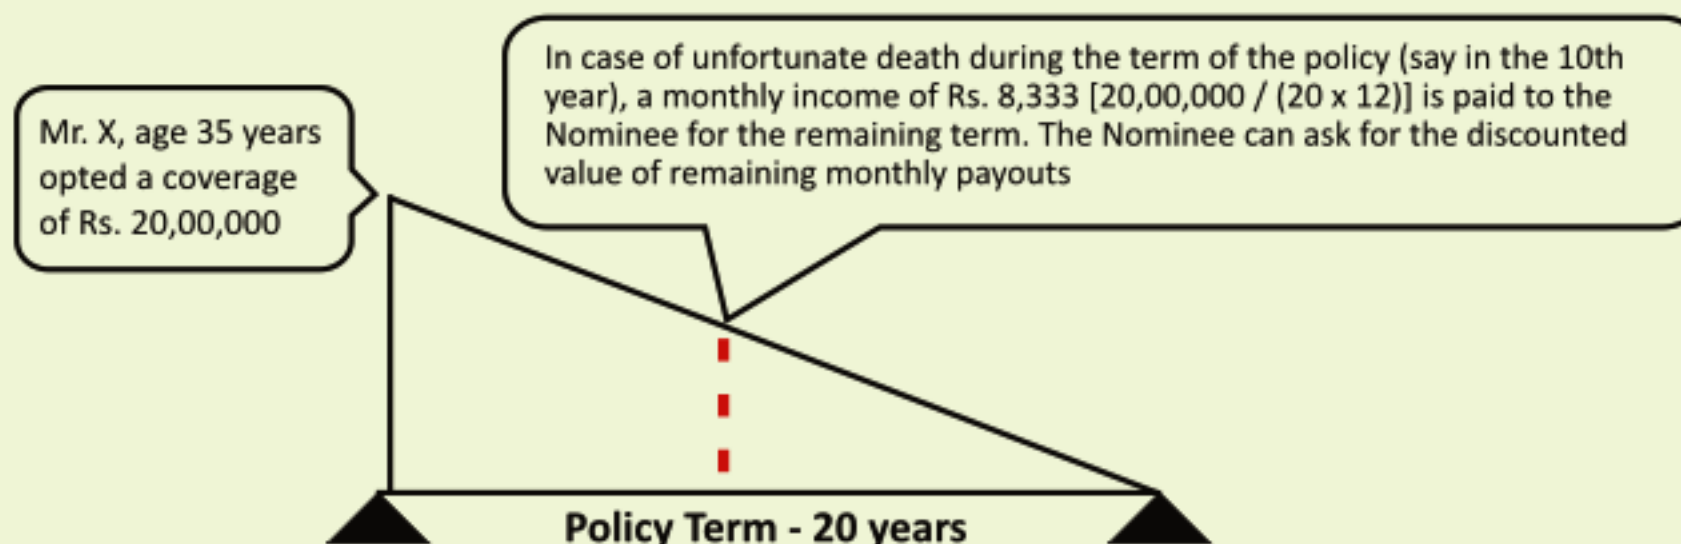 Mr. X, age 35 years
opted a coverage
of Rs. 20,00,000
In case of unfortunate death during the term of the policy (say in the 10th
year), a monthly income of Rs. 8,333 [20,00,000 / (20 x 12)] is paid to the
Nominee for the remaining term. The Nominee can ask for the discounted
value of remaining monthly payouts
Policy Term - 20 years